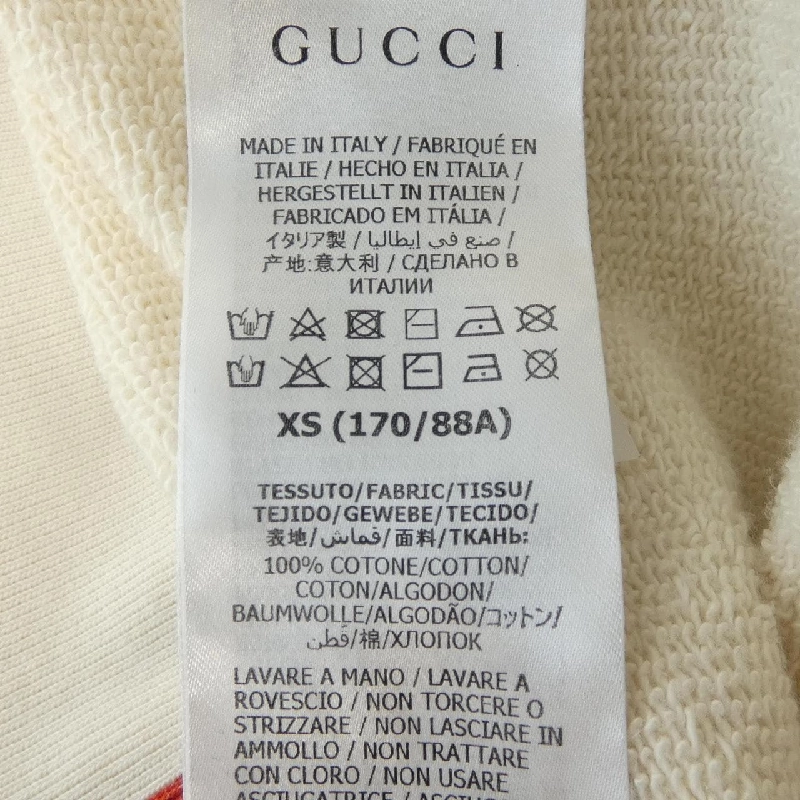 GUCCI
MADE IN ITALY / FABRIQUÉ EN
ITALIE / HECHO EN ITALIA /
HERGESTELLT IN ITALIEN /
FABRICADO EM ITÁLIA /
イタリア製 / صنع في إيطاليا /
产地:意大利 / СДЕЛАНО В
ИТАЛИИ
XS (170/88A)
TESSUTO/FABRIC/TISSU/
TEJIDO/GEWEBE/TECIDO/
表地/قماش/面料/ТКАНЬ:
100% COTONE/COTTON/
COTON/ALGODON/
BAUMWOLLE/ALGODÃO/コットン/
قطن/棉/ХЛОПОК
LAVARE A MANO / LAVARE A
ROVESCIO / NON TORCERE O
STRIZZARE / NON LASCIARE IN
AMMOLLO / NON TRATTARE
CON CLORO / NON USARE
ASCIUGATRICE /